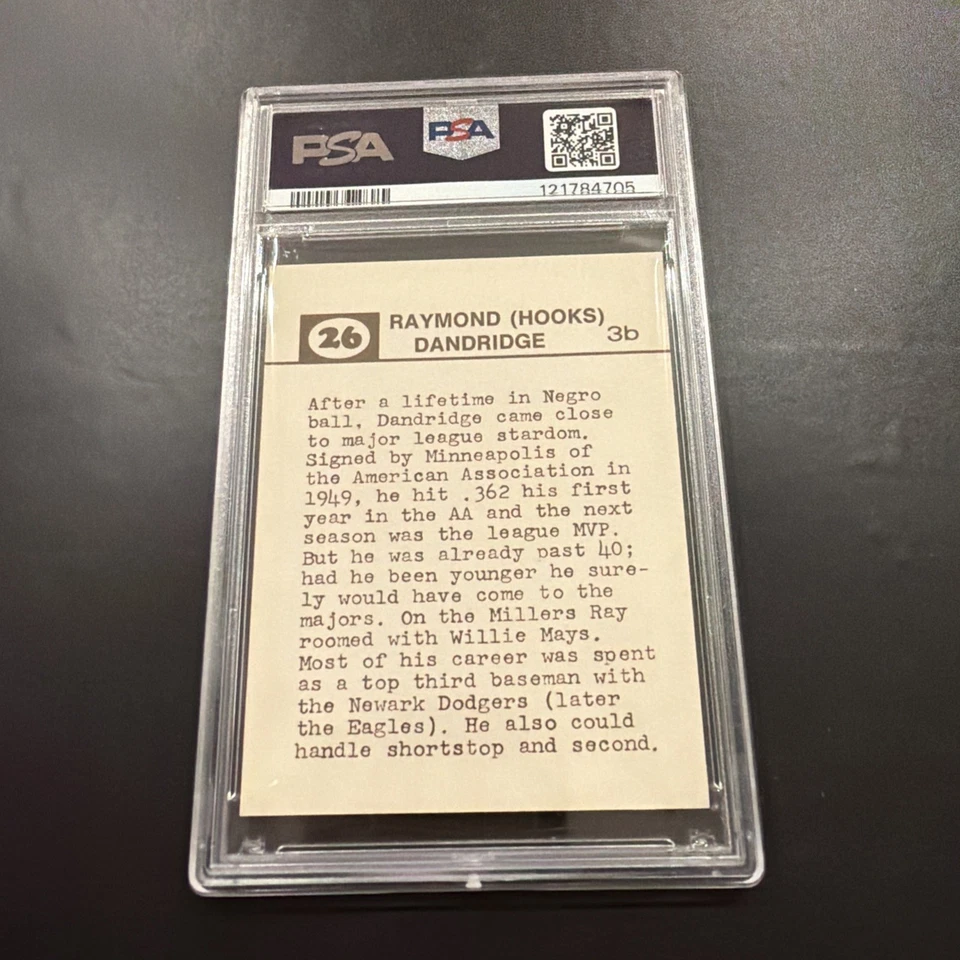 PSA
PSA
121784705
26
RAYMOND (HOOKS)
DANDRIDGE
3b
After a lifetime in Negro
ball, Dandridge came close
to major league stardom.
Signed by Minneapolis of
the American Association in
1949, he hit .362 his first
year in the AA and the next
season was the league MVP.
But he was already past 40;
had he been younger he sure-
ly would have come to the
majors. On the Millers Ray
roomed with Willie Mays.
Most of his career was spent
as a top third baseman with
the Newark Dodgers (later
the Eagles). He also could
handle shortstop and second.